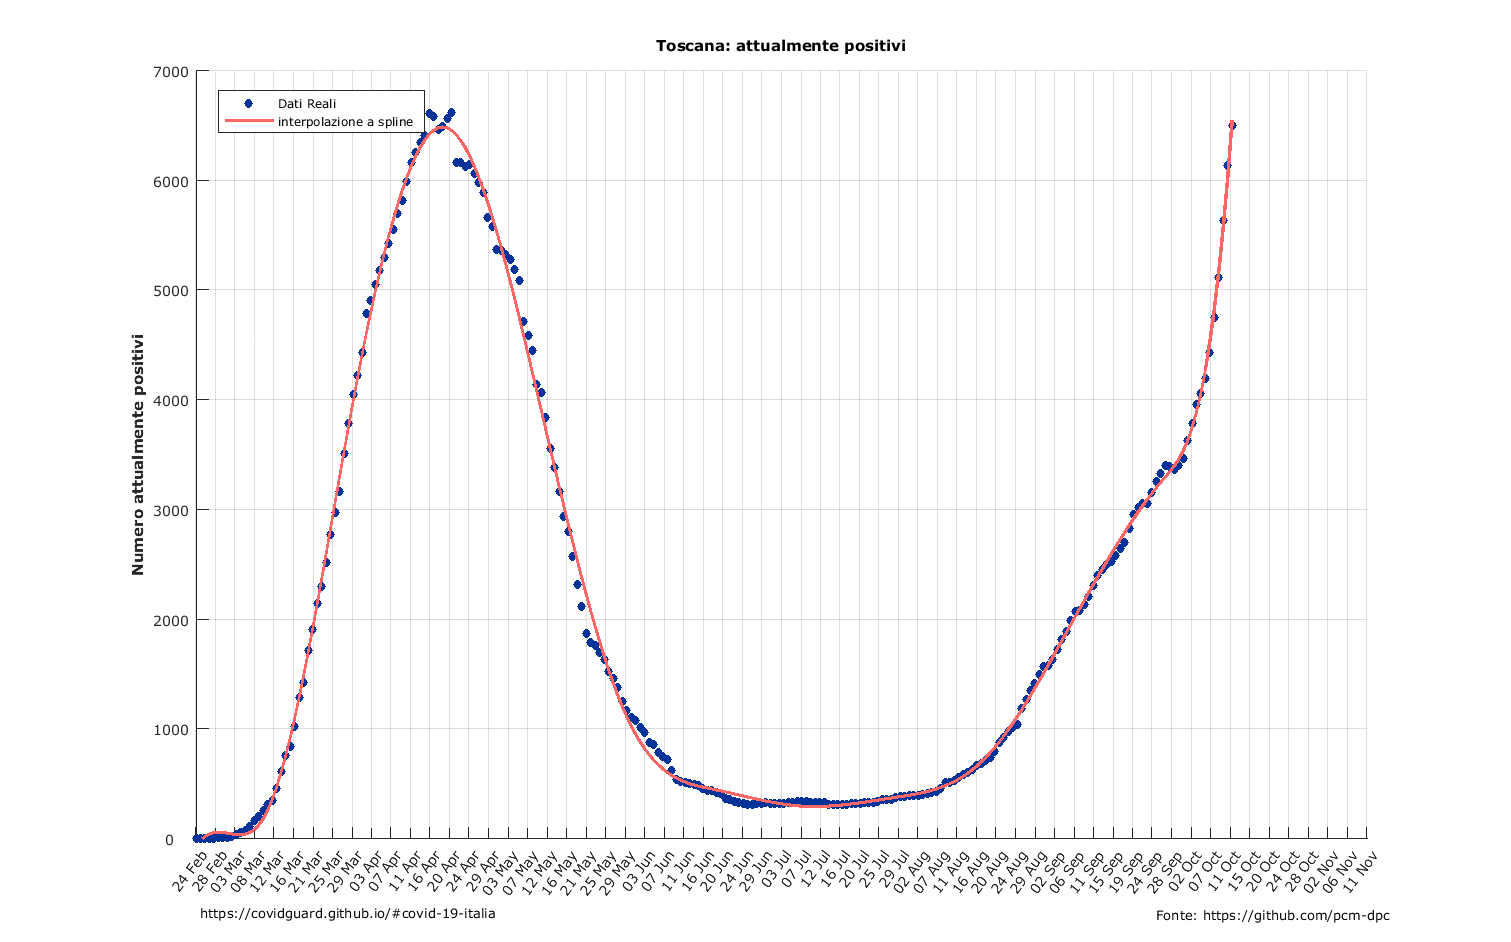 Toscana: attualmente positivi
Dati Reali
interpolazione a spline
Numero attualmente positivi
7000
6000
5000
4000
3000
2000
1000
0
24 Feb
28 Feb
03 Mar
08 Mar
12 Mar
16 Mar
21 Mar
25 Mar
29 Mar
03 Apr
07 Apr
11 Apr
16 Apr
20 Apr
24 Apr
29 Apr
03 May
07 May
12 May
16 May
21 May
25 May
29 May
03 Jun
07 Jun
11 Jun
16 Jun
20 Jun
24 Jun
29 Jun
03 Jul
07 Jul
12 Jul
16 Jul
20 Jul
25 Jul
29 Jul
02 Aug
07 Aug
11 Aug
16 Aug
20 Aug
24 Aug
29 Aug
02 Sep
06 Sep
11 Sep
15 Sep
19 Sep
24 Sep
28 Sep
02 Oct
07 Oct
11 Oct
15 Oct
20 Oct
24 Oct
28 Oct
02 Nov
06 Nov
11 Nov
https://covidguard.github.io/#covid-19-italia
Fonte: https://github.com/pcm-dpc